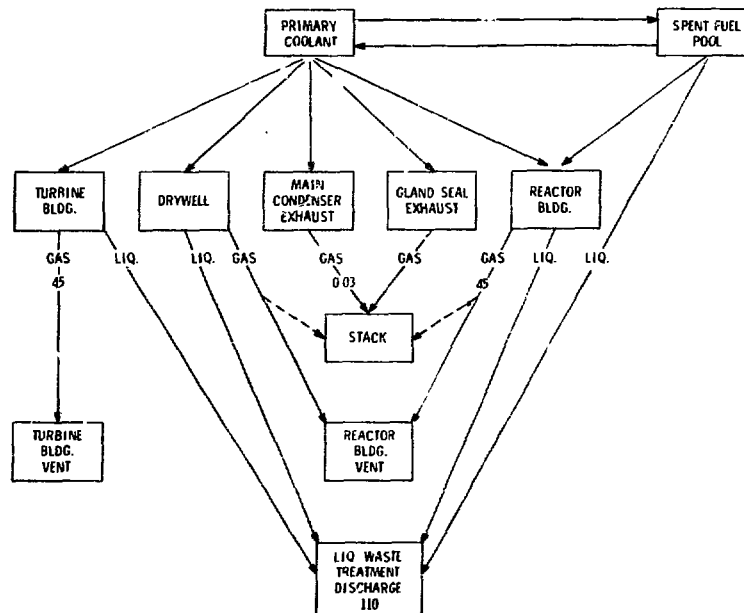 PRIMARY
COOLANT
SPENT FUEL
POOL
TURBINE
BLDG.
DRYWELL
MAIN
CONDENSER
EXHAUST
GLAND SEAL
EXHAUST
REACTOR
BLDG.
GAS
LIQ.
LIQ.
GAS
GAS
GAS
GAS
LIQ.
LIQ.
45
0.03
45
STACK
TURBINE
BLDG.
VENT
REACTOR
BLDG.
VENT
LIQ WASTE
TREATMENT
DISCHARGE
110